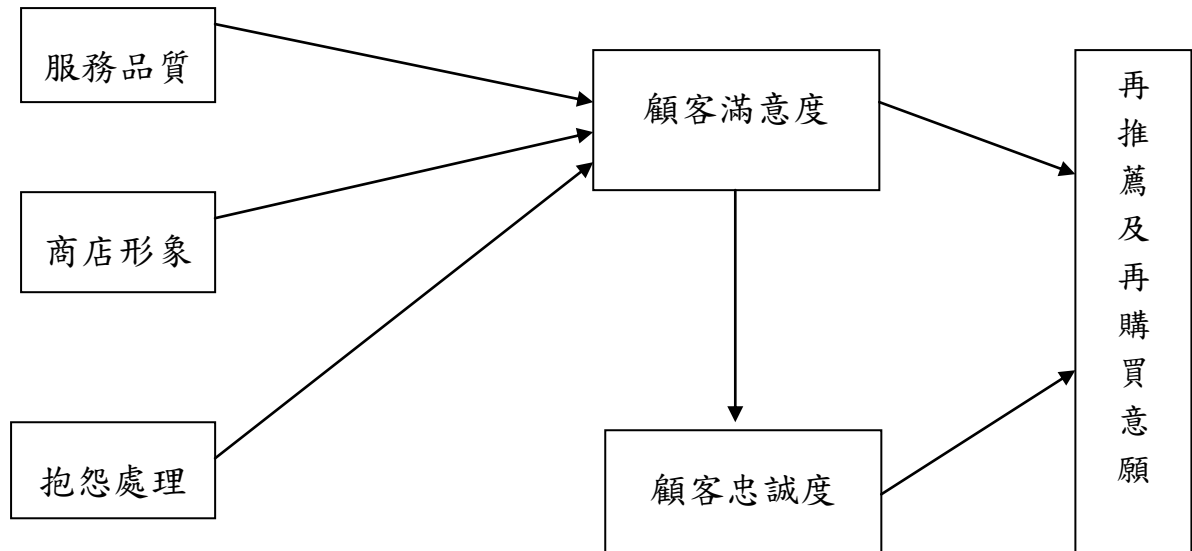 服務品質
商店形象
抱怨處理
顧客滿意度
顧客忠誠度
再推薦及再購買意願